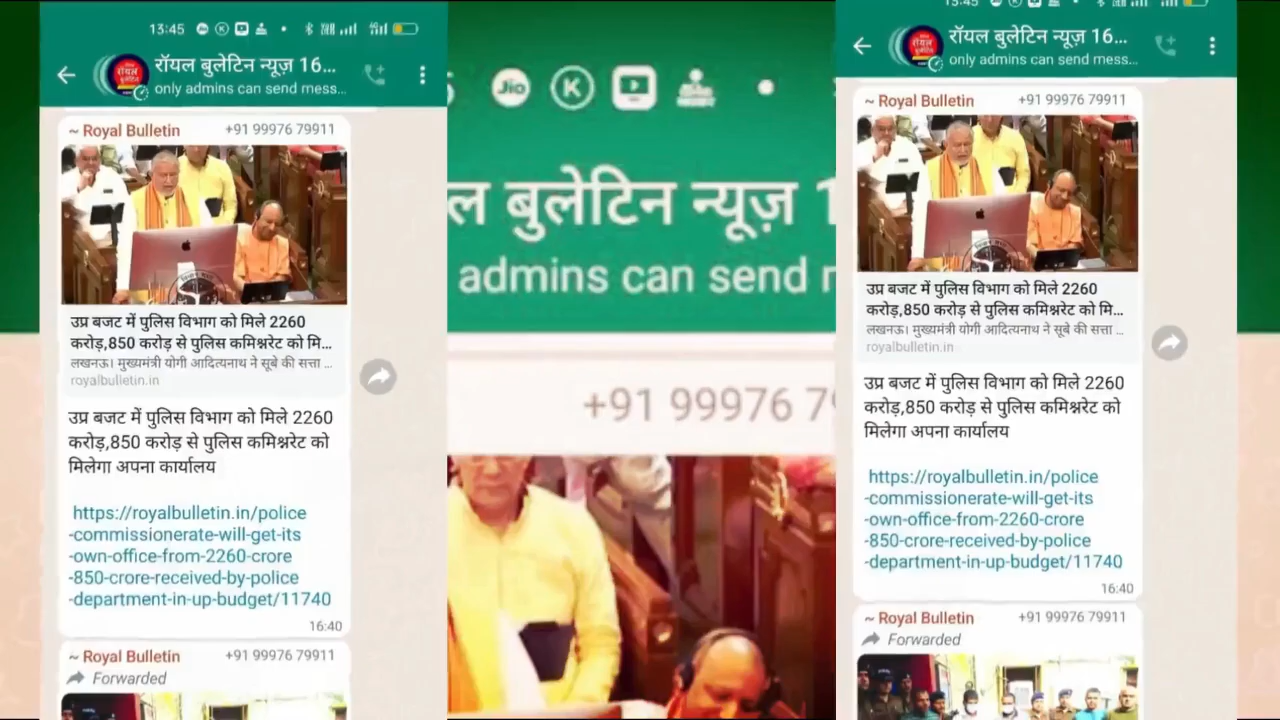 13:45
रॉयल बुलेटिन न्यूज़ 16...
only admins can send mess...
~ Royal Bulletin +91 99976 79911
उप्र बजट में पुलिस विभाग को मिले 2260
करोड़,850 करोड़ से पुलिस कमिश्नरेट को मि...
लखनऊ। मुख्यमंत्री योगी आदित्यनाथ ने सूबे की सत्ता ...
royalbulletin.in
उप्र बजट में पुलिस विभाग को मिले 2260
करोड़,850 करोड़ से पुलिस कमिश्नरेट को
मिलेगा अपना कार्यालय
https://royalbulletin.in/police
-commissionerate-will-get-its
-own-office-from-2260-crore
-850-crore-received-by-police
-department-in-up-budget/11740
16:40
~ Royal Bulletin +91 99976 79911
Forwarded
Jio K
ल बुलेटिन न्यूज़ 1
admins can send
+91 99976 7
13:45
रॉयल बुलेटिन न्यूज़ 16...
only admins can send mess...
~ Royal Bulletin +91 99976 79911
उप्र बजट में पुलिस विभाग को मिले 2260
करोड़,850 करोड़ से पुलिस कमिश्नरेट को मि...
लखनऊ। मुख्यमंत्री योगी आदित्यनाथ ने सूबे की सत्ता ...
royalbulletin.in
उप्र बजट में पुलिस विभाग को मिले 2260
करोड़,850 करोड़ से पुलिस कमिश्नरेट को
मिलेगा अपना कार्यालय
https://royalbulletin.in/police
-commissionerate-will-get-its
-own-office-from-2260-crore
-850-crore-received-by-police
-department-in-up-budget/11740
16:40
~ Royal Bulletin +91 99976 79911
Forwarded